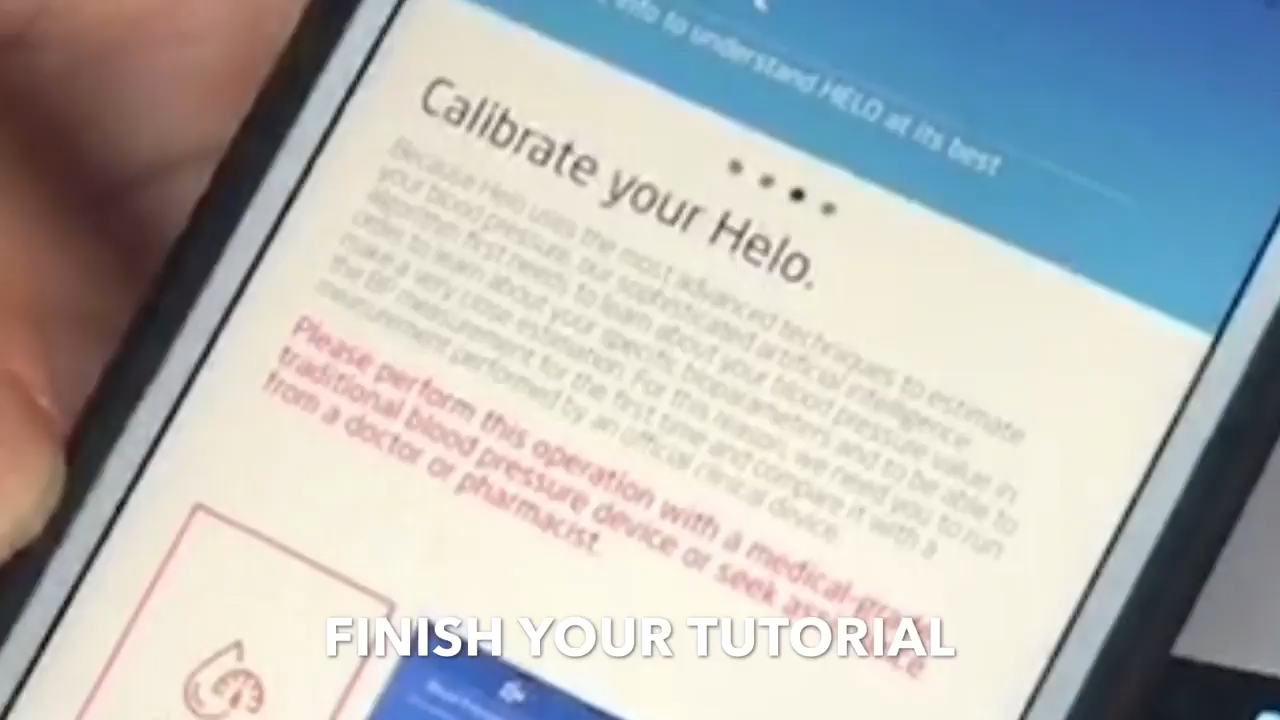 info to understand HELO at its best
Calibrate your Helo.
Because Helo uses the most advanced techniques to estimate
your blood pressure, our sophisticated artificial intelligence
algorithm first needs to learn about your blood pressure value in
order to learn about your specific bioparameters and to be able to
make a very close estimation. For this reason, we need you to run
the BP measurement for the first time and compare it with a
measurement performed by an official medical device.
Please perform this operation with a medical-grade
traditional blood pressure device or seek assistance
from a doctor or pharmacist.
FINISH YOUR TUTORIAL